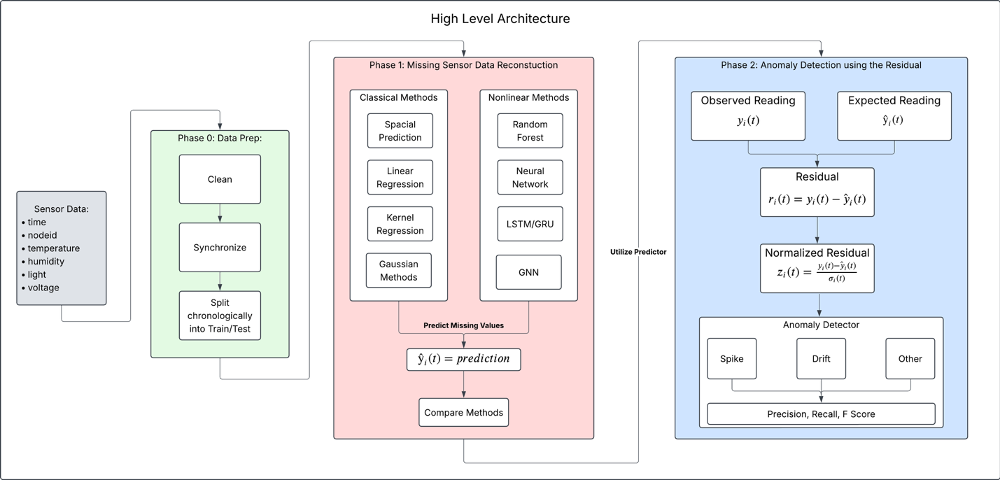 High Level Architecture
Sensor Data:
• time
• nodeid
• temperature
• humidity
• light
• voltage
Phase 0: Data Prep:
Clean
Synchronize
Split
chronologically
into Train/Test
Phase 1: Missing Sensor Data Reconstuction
Classical Methods
Spacial
Prediction
Linear
Regression
Kernel
Regression
Gaussian
Methods
Nonlinear Methods
Random
Forest
Neural
Network
LSTM/GRU
GNN
Predict Missing Values
ŷᵢ(t) = prediction
Compare Methods
Utilize Predictor
Phase 2: Anomaly Detection using the Residual
Observed Reading
yᵢ(t)
Expected Reading
ŷᵢ(t)
Residual
rᵢ(t) = yᵢ(t) − ŷᵢ(t)
Normalized Residual
zᵢ(t) = yᵢ(t)−ŷᵢ(t) / σᵢ(t)
Anomaly Detector
Spike
Drift
Other
Precision, Recall, F Score